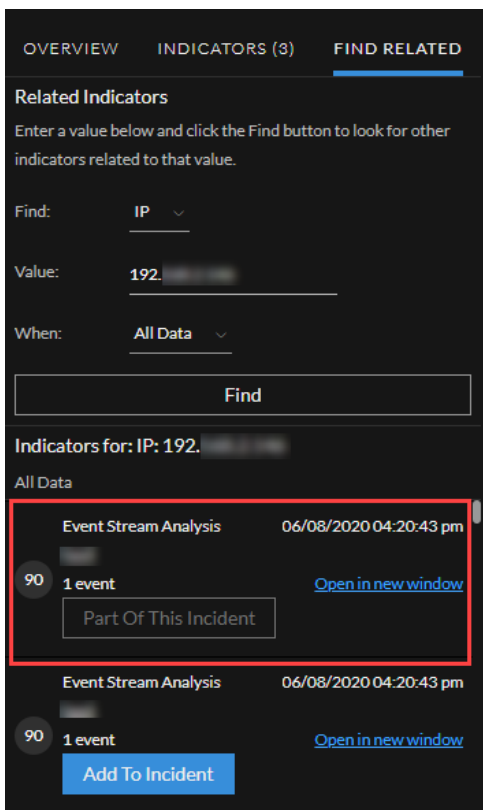 OVERVIEW INDICATORS (3) FIND RELATED
Related Indicators
Enter a value below and click the Find button to look for other
indicators related to that value.
Find: IP
Value: 192.
When: All Data
Find
Indicators for: IP: 192.
All Data
Event Stream Analysis 06/08/2020 04:20:43 pm
90 1 event Open in new window
Part Of This Incident
Event Stream Analysis 06/08/2020 04:20:43 pm
90 1 event Open in new window
Add To Incident